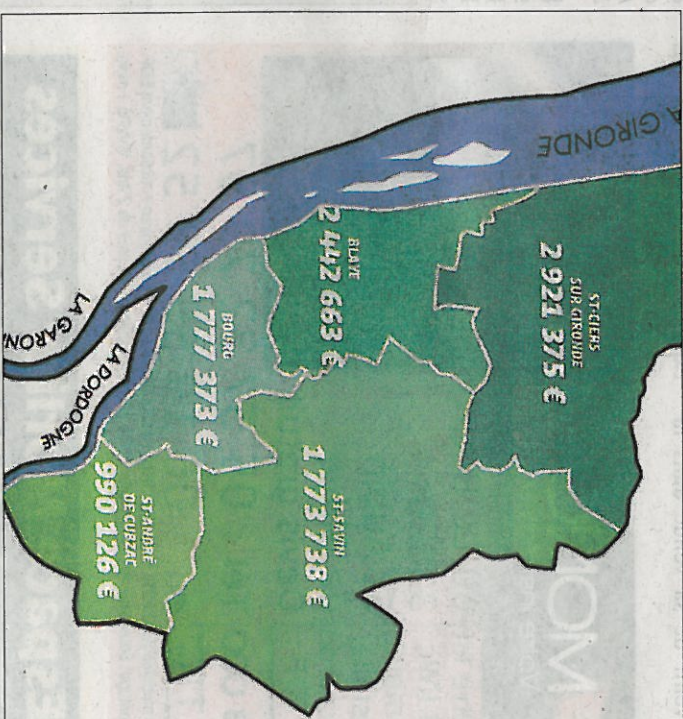 LA GIRONDE
ST-CIERS
SUR GIRONDE
2 921 375 €
BLAYE
2 442 663 €
BOURG
1 777 373 €
ST-SAVIN
1 773 738 €
ST-ANDRÉ
DE CUBZAC
990 126 €
LA GARON
LA DORDOGNE